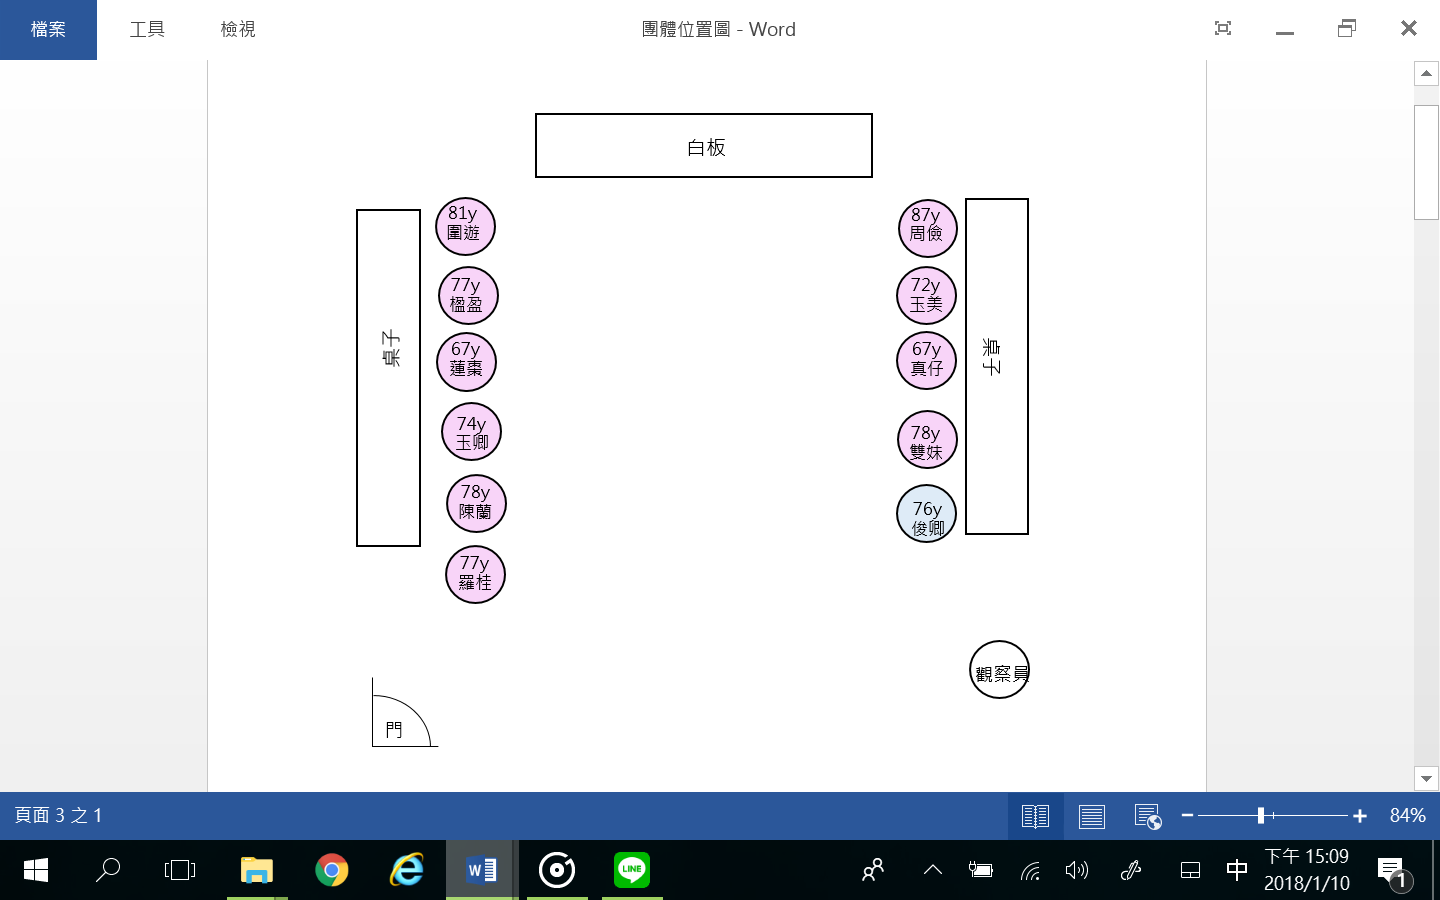 檔案
工具
檢視
團體位置圖 - Word
白板
桌子
81y
圍遊
77y
楹盈
67y
蓮棗
74y
玉卿
78y
陳蘭
77y
羅桂
87y
周儉
72y
玉美
67y
真仔
78y
雙妹
76y
俊卿
桌子
觀察員
門
頁面 3 之 1
84%
LINE
中
下午 15:09
2018/1/10
1